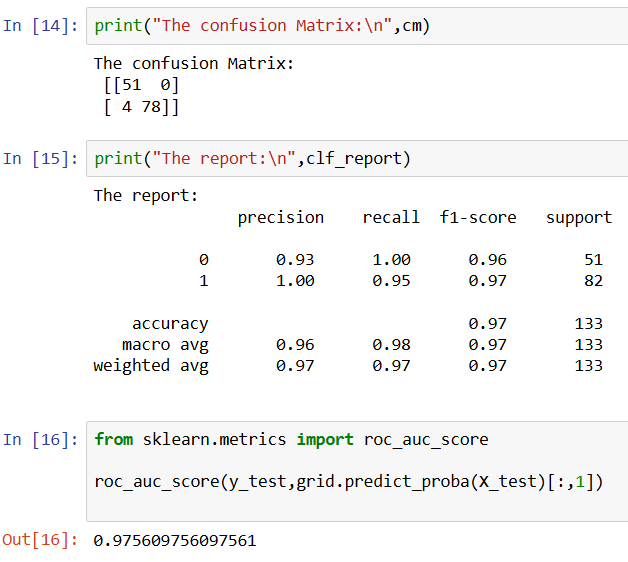 In [14]: print("The confusion Matrix:\n",cm)
The confusion Matrix:
[[51  0]
[ 4 78]]
In [15]: print("The report:\n",clf_report)
The report:
precision    recall  f1-score   support
0       0.93      1.00      0.96        51
1       1.00      0.95      0.97        82
accuracy                           0.97       133
macro avg       0.96      0.98      0.97       133
weighted avg       0.97      0.97      0.97       133
In [16]: from sklearn.metrics import roc_auc_score
roc_auc_score(y_test,grid.predict_proba(X_test)[:,1])
Out[16]: 0.975609756097561